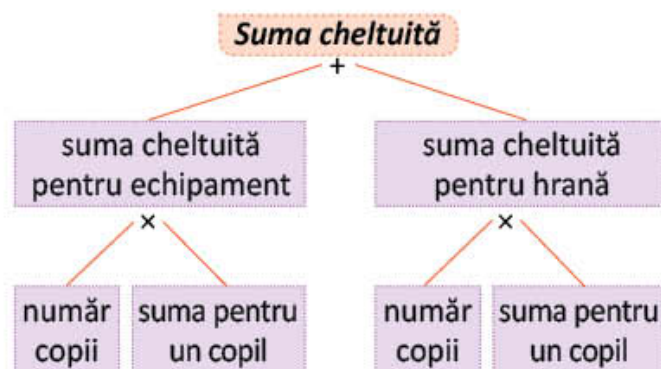 Suma cheltuită
+
suma cheltuită
pentru echipament
suma cheltuită
pentru hrană
×
×
număr
copii
suma pentru
un copil
număr
copii
suma pentru
un copil